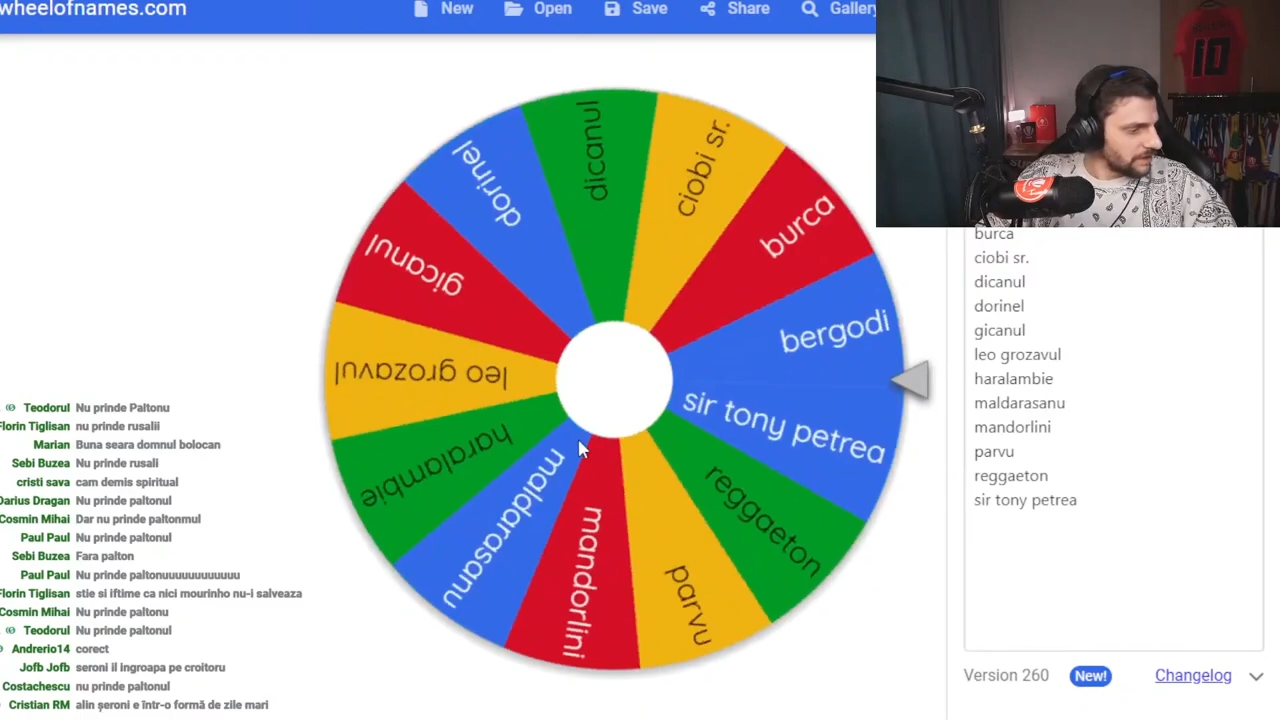 wheelofnames.com
New
Open
Save
Share
Gallery
10
dicanul
ciobi sr.
burca
bergodi
sir tony petrea
reggaeton
parvu
mandorlini
maldarasanu
haralambie
leo grozavul
gicanul
dorinel
burca
ciobi sr.
dicanul
dorinel
gicanul
leo grozavul
haralambie
maldarasanu
mandorlini
parvu
reggaeton
sir tony petrea
Version 260 New! Changelog
Teodorul Nu prinde Paltonu
Florin Tiglisan nu prinde rusalii
Marian Buna seara domnul bolocan
Sebi Buzea Nu prinde rusali
cristi sava cam demis spiritual
Darius Dragan Nu prinde paltonul
Cosmin Mihai Dar nu prinde paltonmul
Paul Paul Nu prinde paltonul
Sebi Buzea Fara palton
Paul Paul Nu prinde paltonuuuuuuuuuuuu
Florin Tiglisan stie si iftime ca nici mourinho nu-i salveaza
Cosmin Mihai Nu prinde paltonu
Teodorul Nu prinde paltonul
Andrerio14 corect
Jofb Jofb seroni il ingroapa pe croitoru
Costachescu nu prinde paltonul
Cristian RM alin șeroni e într-o formă de zile mari